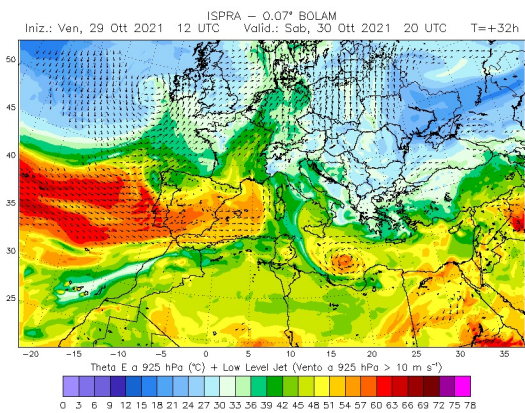 ISPRA – 0.07° BOLAM
Iniz.: Ven, 29 Ott 2021 12 UTC Valid.: Sab, 30 Ott 2021 20 UTC T=+32h
50
45
40
35
30
25
−20 −15 −10 −5 0 +5 10 15 20 25 30 35
Theta E a 925 hPa (°C) + Low Level Jet (Vento a 925 hPa > 10 m s⁻¹)
0 3 6 9 12 15 18 21 24 27 30 33 36 39 42 45 48 51 54 57 60 63 66 69 72 75 78